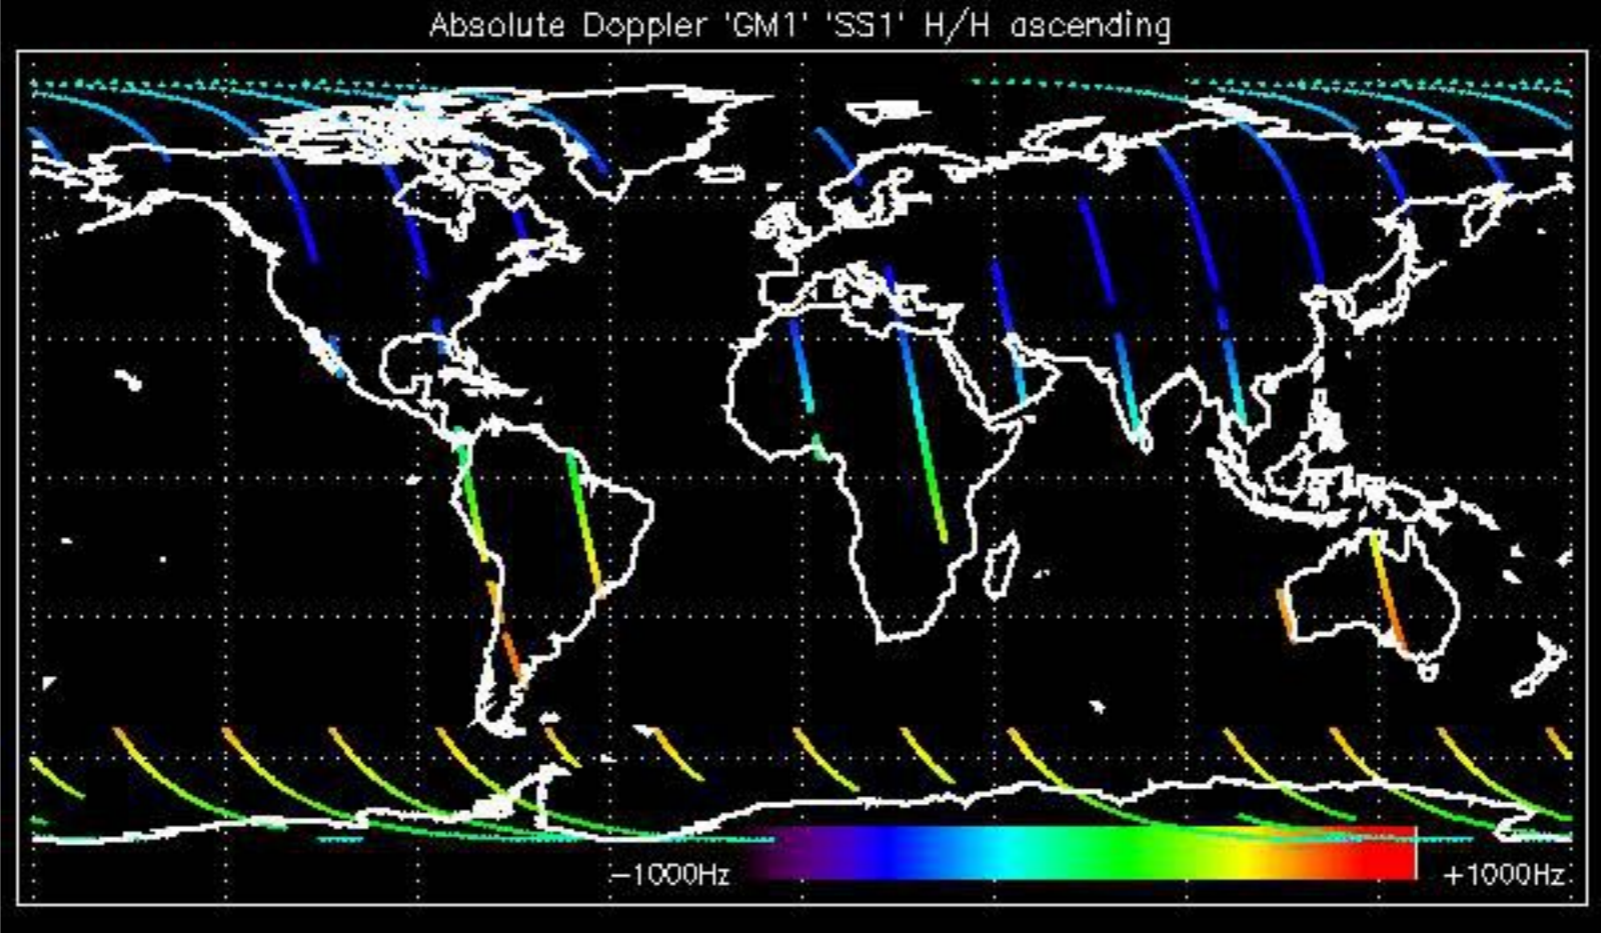 Absolute Doppler 'GM1' 'SS1' H/H ascending
−1000Hz +1000Hz